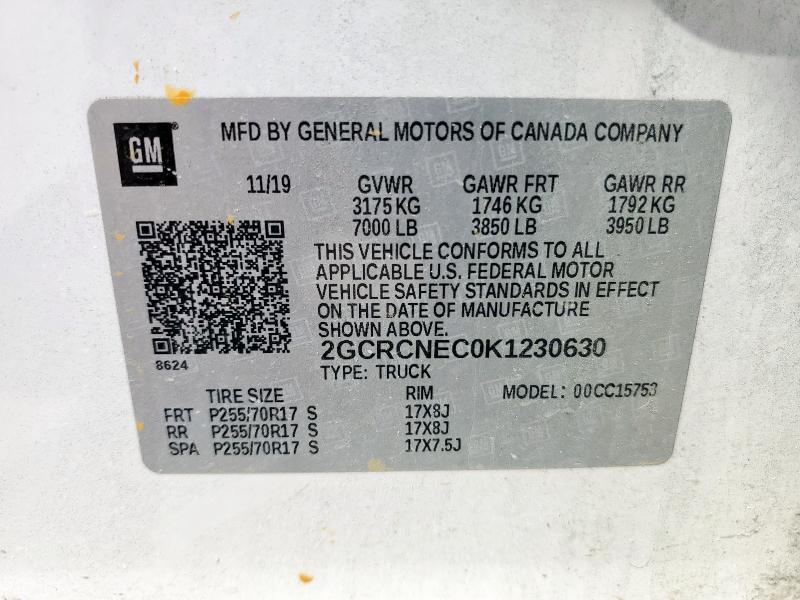 GM
MFD BY GENERAL MOTORS OF CANADA COMPANY
11/19 GVWR GAWR FRT GAWR RR
3175 KG 1746 KG 1792 KG
7000 LB 3850 LB 3950 LB
THIS VEHICLE CONFORMS TO ALL
APPLICABLE U.S. FEDERAL MOTOR
VEHICLE SAFETY STANDARDS IN EFFECT
ON THE DATE OF MANUFACTURE
SHOWN ABOVE.
2GCRCNEC0K1230630
8624
TYPE: TRUCK
TIRE SIZE RIM MODEL: 00CC15753
FRT P255/70R17 S 17X8J
RR P255/70R17 S 17X8J
SPA P255/70R17 S 17X7.5J